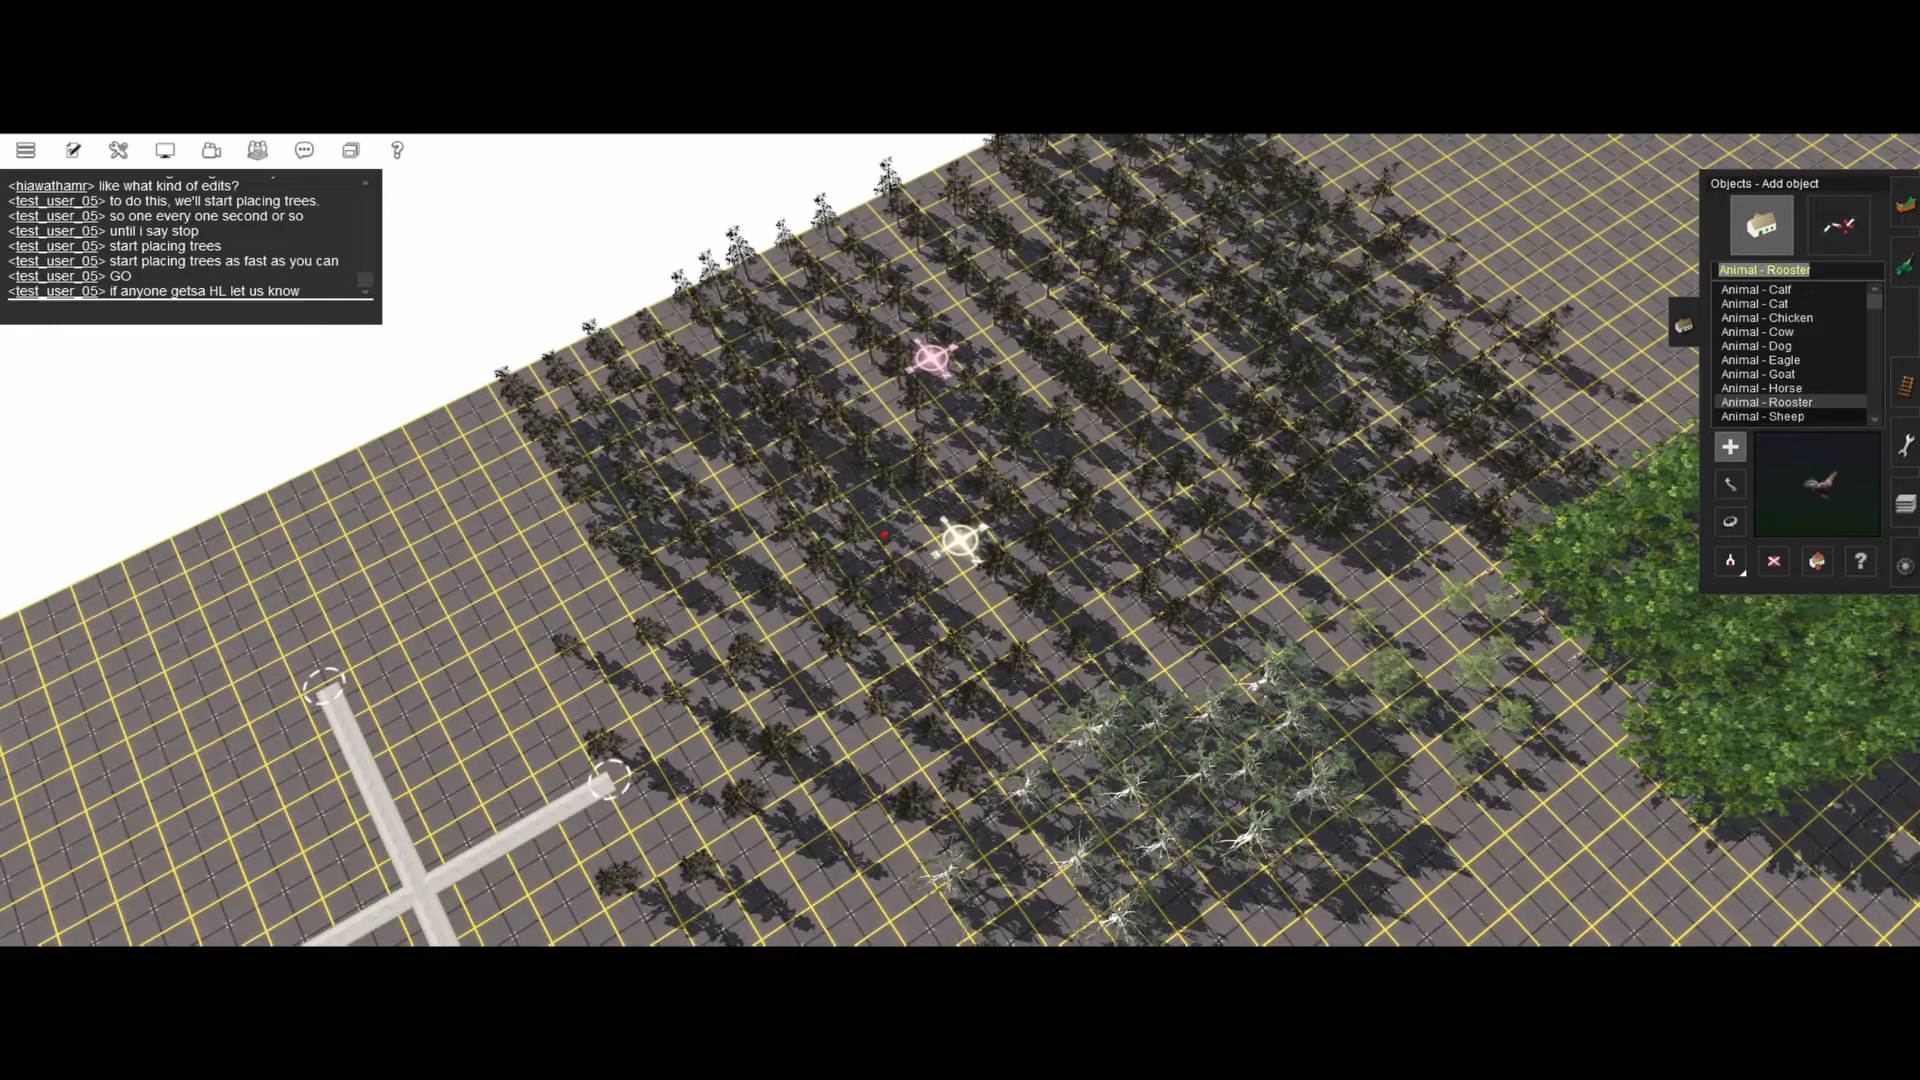 <hiawathamr> like what kind of edits?
<test_user_05> to do this, we'll start placing trees.
<test_user_05> so one every one second or so
<test_user_05> until i say stop
<test_user_05> start placing trees
<test_user_05> start placing trees as fast as you can
<test_user_05> GO
<test_user_05> if anyone getsa HL let us know
Objects - Add object
Animal - Rooster
Animal - Calf
Animal - Cat
Animal - Chicken
Animal - Cow
Animal - Dog
Animal - Eagle
Animal - Goat
Animal - Horse
Animal - Rooster
Animal - Sheep